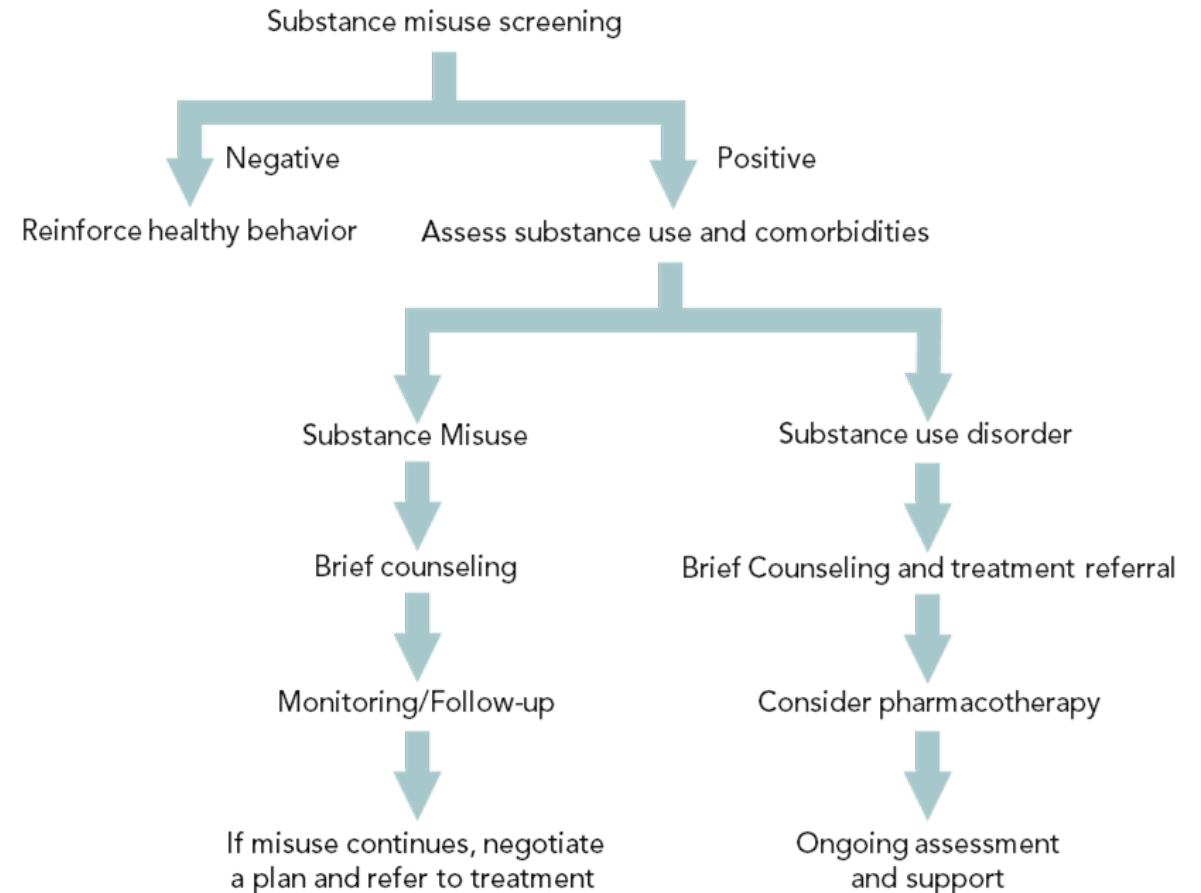 Substance misuse screening
Negative
Positive
Reinforce healthy behavior
Assess substance use and comorbidities
Substance Misuse
Substance use disorder
Brief counseling
Brief Counseling and treatment referral
Monitoring/Follow-up
Consider pharmacotherapy
If misuse continues, negotiate
a plan and refer to treatment
Ongoing assessment
and support